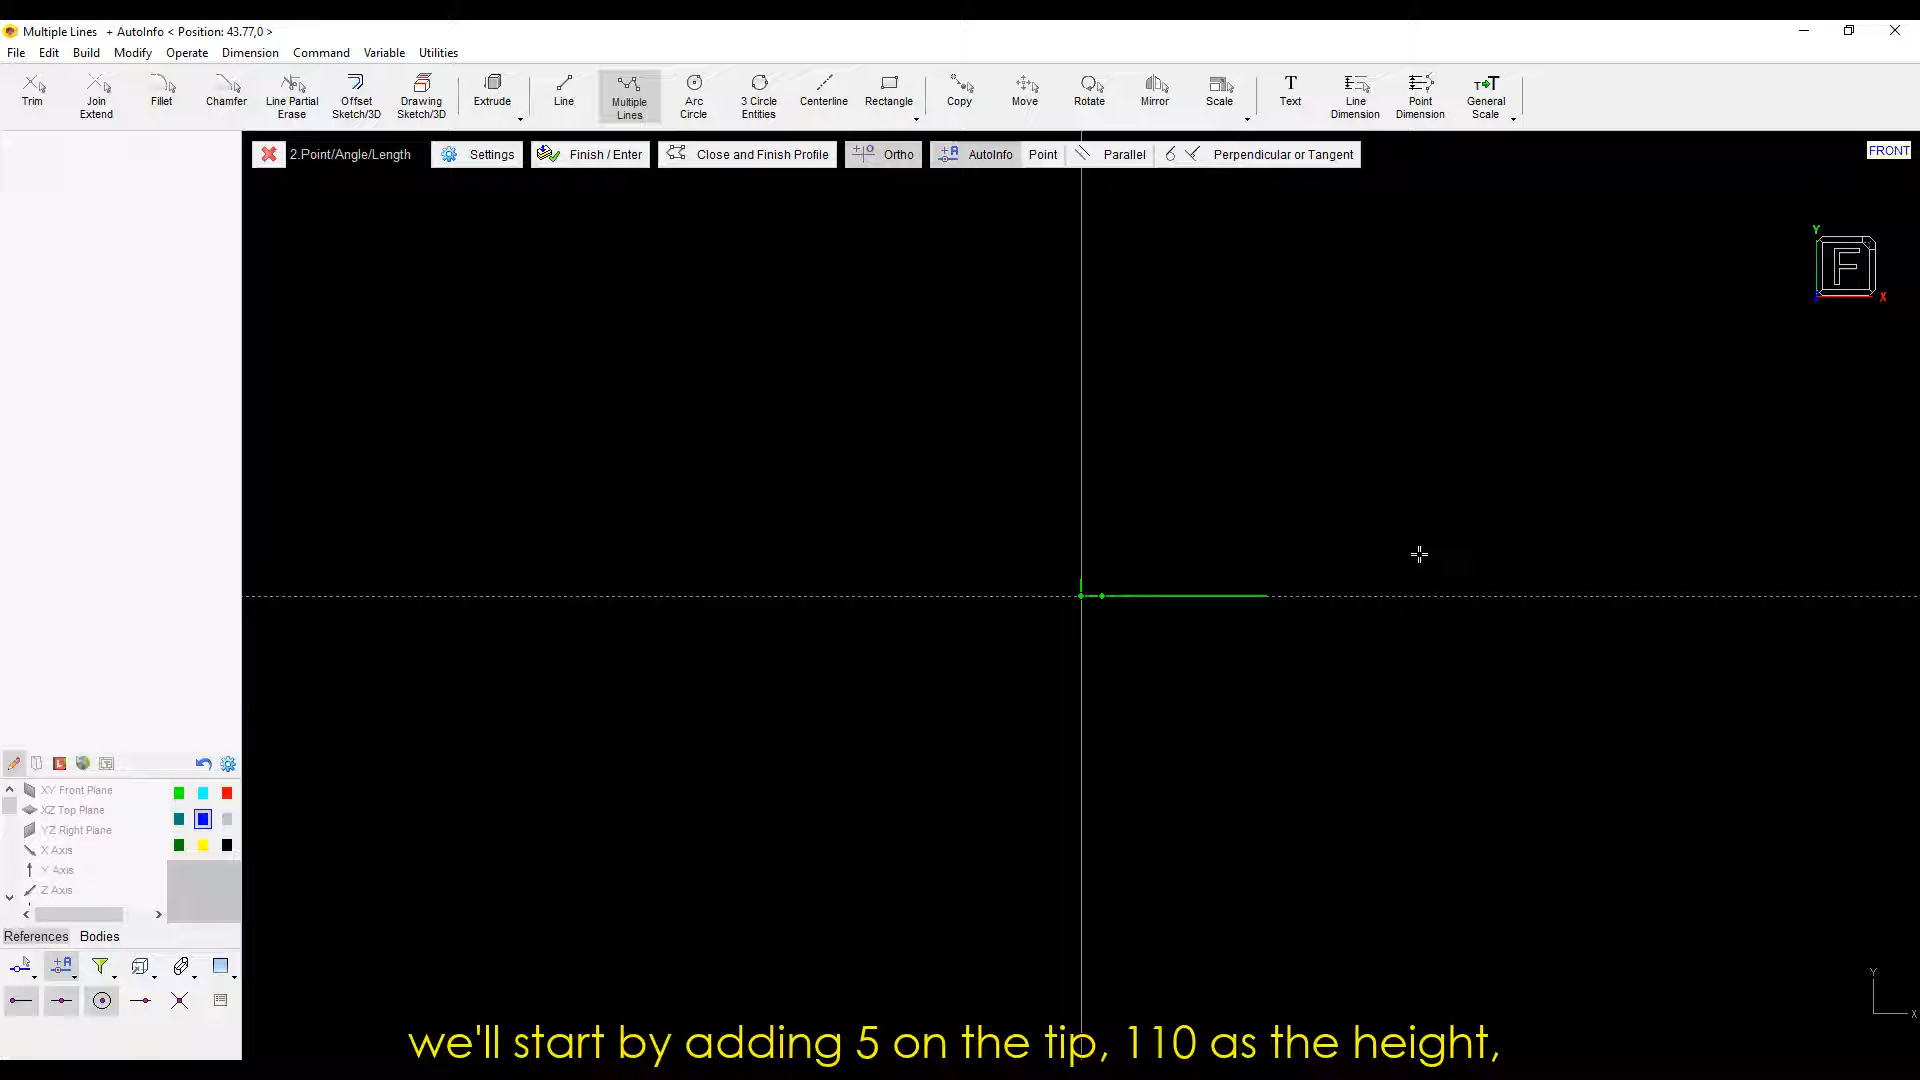 Multiple Lines + AutoInfo < Position: 43.77,0 >
File Edit Build Modify Operate Dimension Command Variable Utilities
Trim Join Extend Fillet Chamfer Line Partial Erase Offset Sketch/3D Drawing Sketch/3D Extrude Line Multiple Lines Arc Circle 3 Circle Entities Centerline Rectangle Copy Move Rotate Mirror Scale Text Line Dimension Point Dimension General Scale
2.Point/Angle/Length Settings Finish / Enter Close and Finish Profile Ortho AutoInfo Point Parallel Perpendicular or Tangent
FRONT
Y
F
X
XY Front Plane
XZ Top Plane
YZ Right Plane
X Axis
Y Axis
Z Axis
References Bodies
Y
X
we'll start by adding 5 on the tip, 110 as the height,